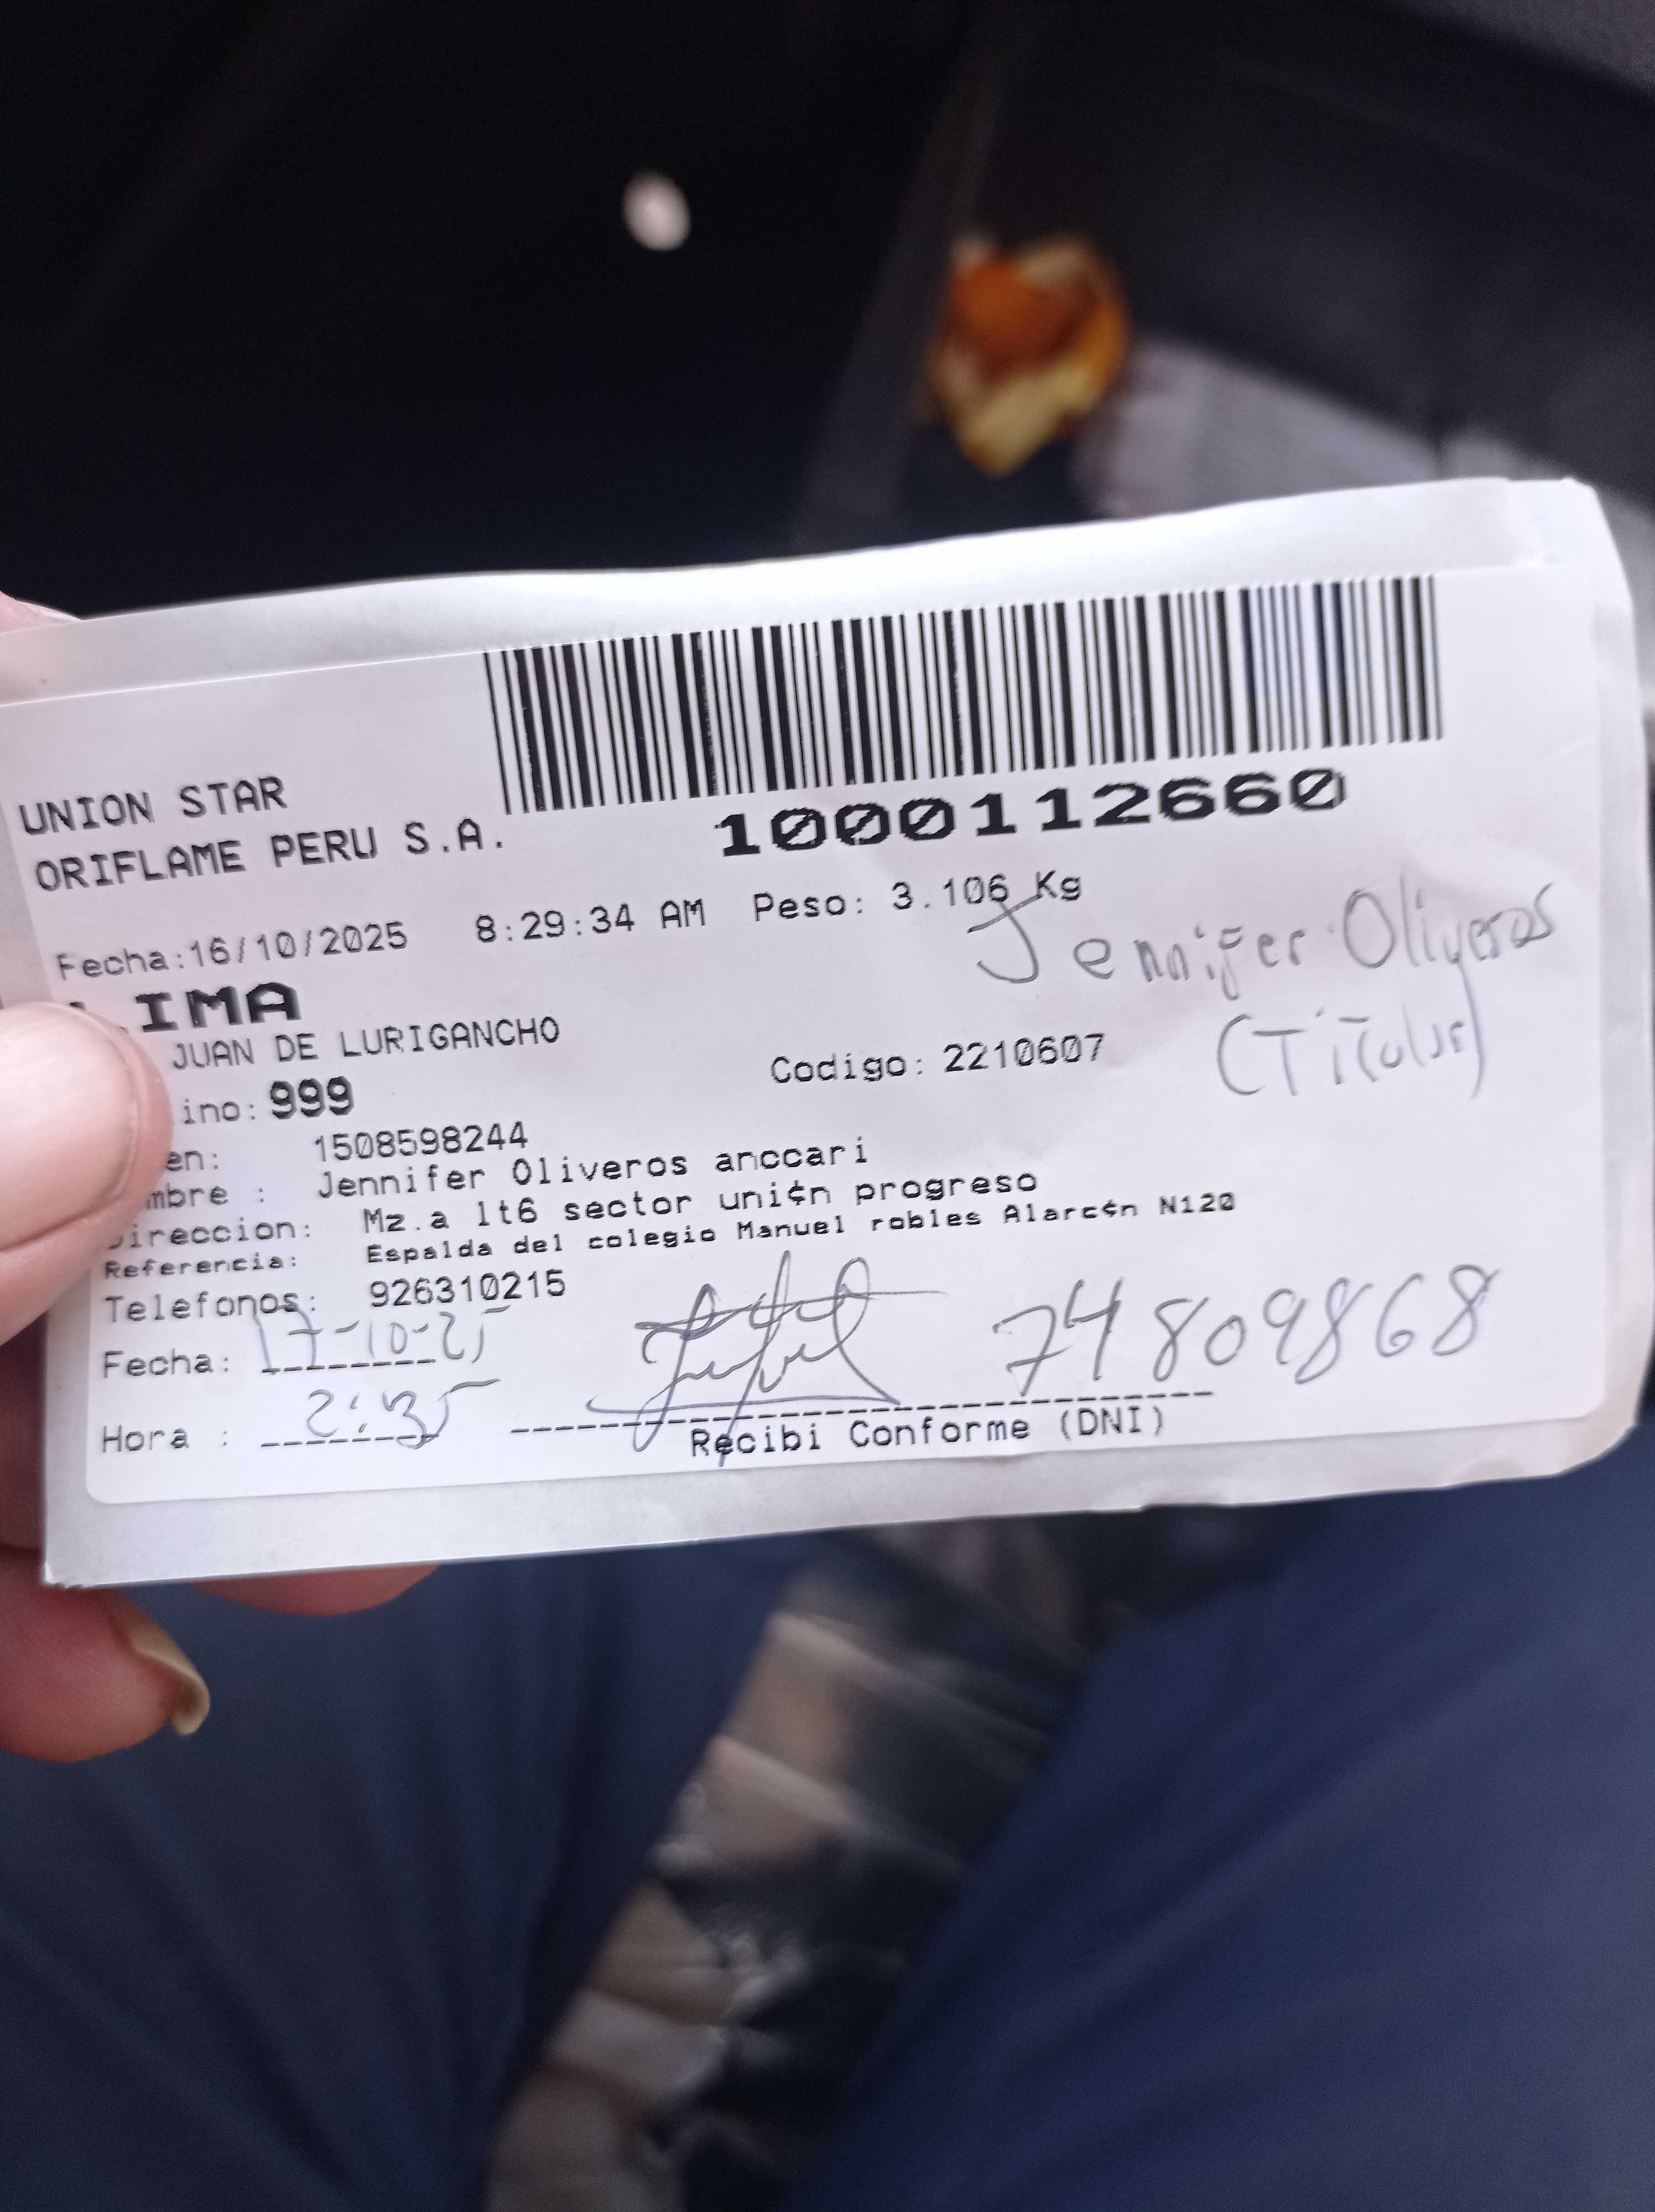 UNION STAR
ORIFLAME PERU S.A.
1000112660
Fecha:16/10/2025 8:29:34 AM Peso: 3.106 Kg
Jennifer Oliveros
(Titular)
LIMA
JUAN DE LURIGANCHO
Codigo: 2210607
ino: 999
en: 1508598244
mbre : Jennifer Oliveros anccari
Direccion: Mz.a lt6 sector uni¢n progreso
Referencia: Espalda del colegio Manuel robles Alarc¢n N120
Telefonos: 926310215
Fecha: 17-10-25
74809868
Hora : 2:35
Recibi Conforme (DNI)